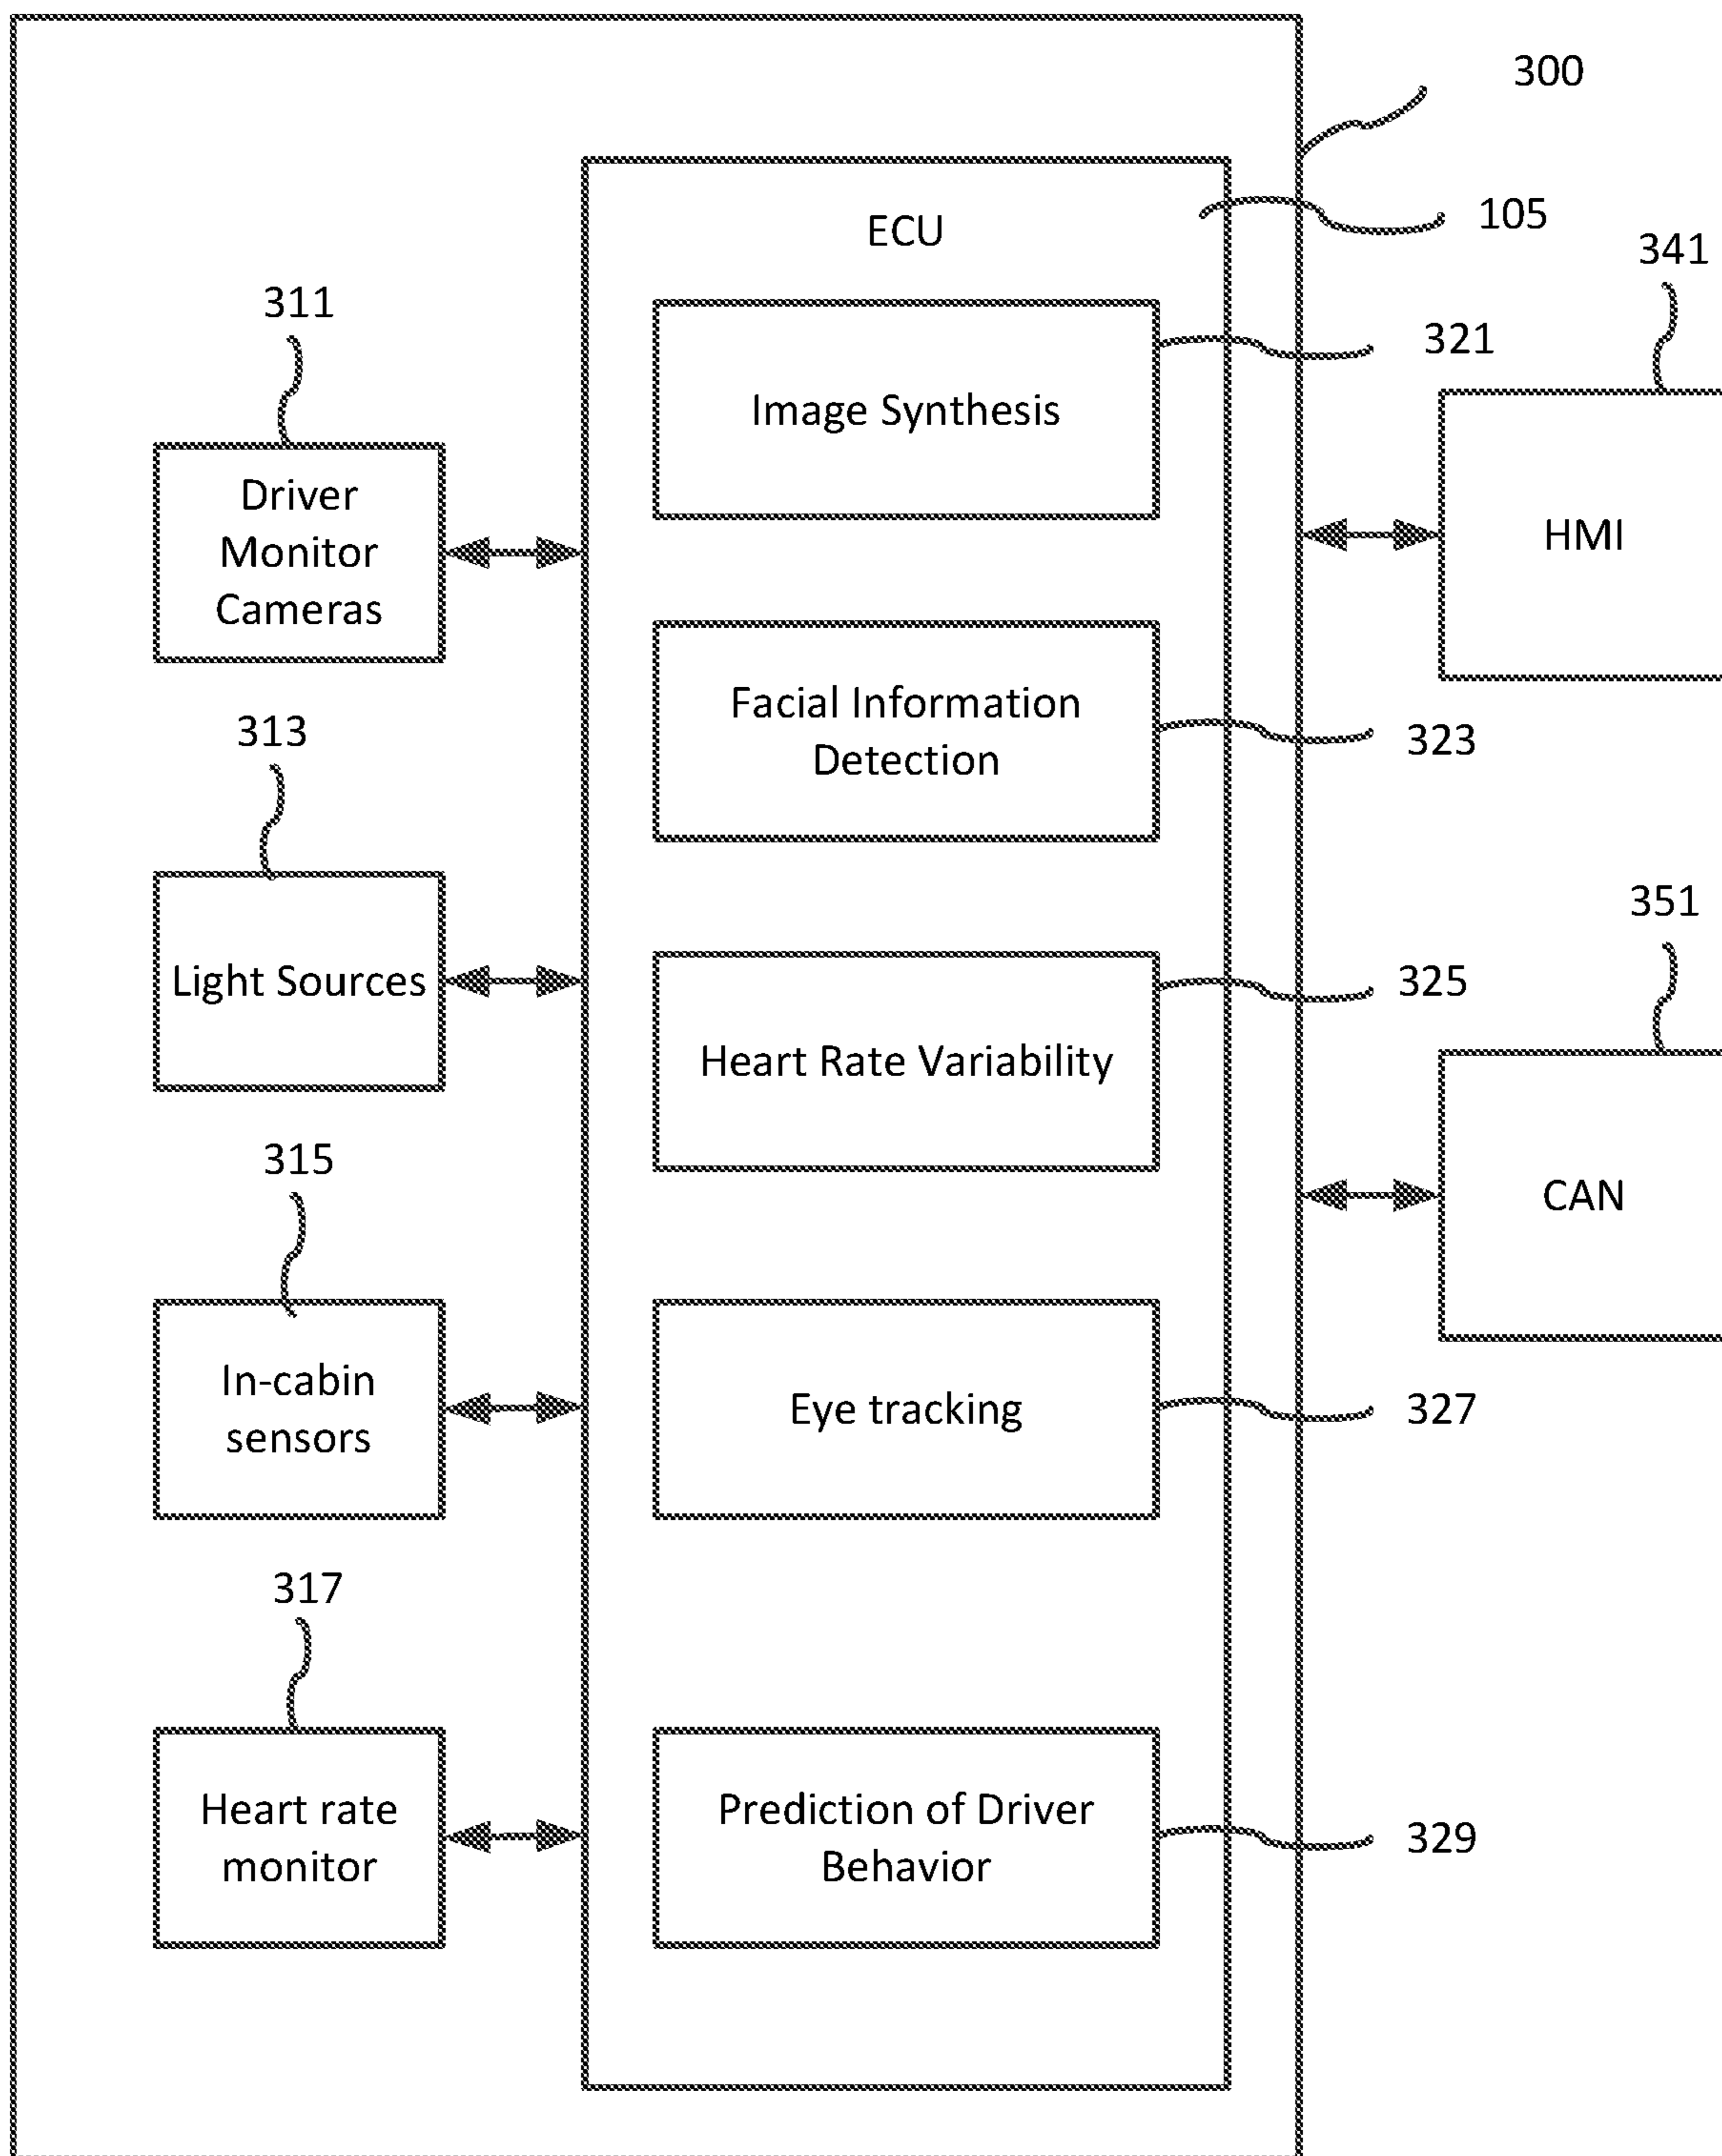 300
ECU
105
341
311
321
Image Synthesis
Driver
Monitor
Cameras
HMI
Facial Information
Detection
313
323
351
Light Sources
325
Heart Rate Variability
315
CAN
In-cabin
sensors
Eye tracking
327
317
Heart rate
monitor
Prediction of Driver
Behavior
329